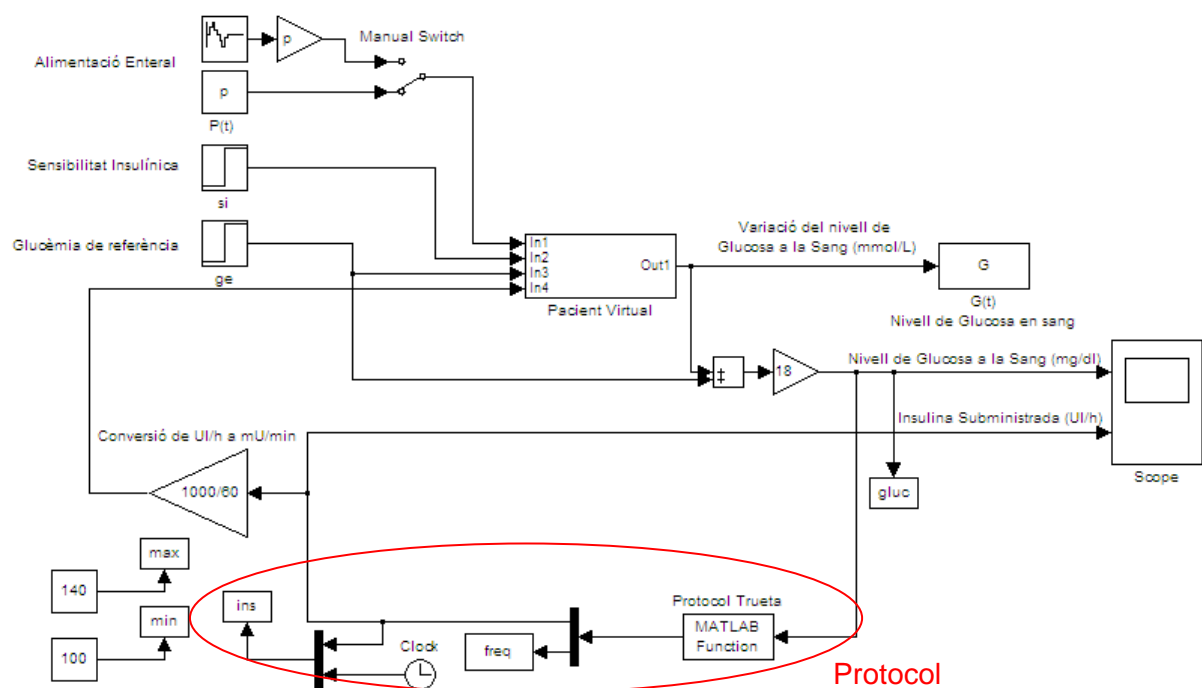 Alimentació Enteral
p
Manual Switch
p
P(t)
Sensibilitat Insulínica
si
Glucèmia de referència
ge
In1
In2
In3
In4
Out1
Pacient Virtual
Variació del nivell de
Glucosa a la Sang (mmol/L)
G
G(t)
Nivell de Glucosa en sang
18
Nivell de Glucosa a la Sang (mg/dl)
Insulina Subministrada (UI/h)
Scope
gluc
Conversió de UI/h a mU/min
1000/60
max
140
min
100
ins
Clock
freq
Protocol Trueta
MATLAB
Function
Protocol